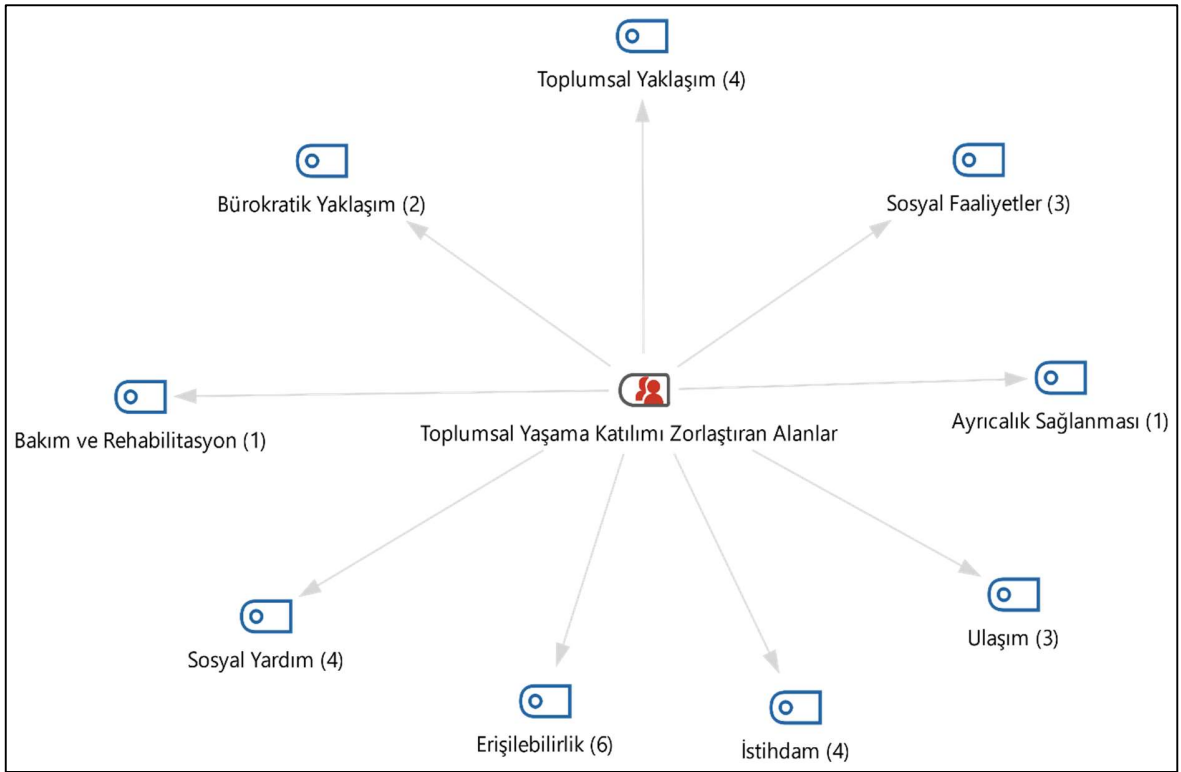 Toplumsal Yaklaşım (4)
Bürokratik Yaklaşım (2)
Sosyal Faaliyetler (3)
Bakım ve Rehabilitasyon (1)
Toplumsal Yaşama Katılımı Zorlaştıran Alanlar
Ayrıcalık Sağlanması (1)
Sosyal Yardım (4)
Ulaşım (3)
Erişilebilirlik (6)
İstihdam (4)